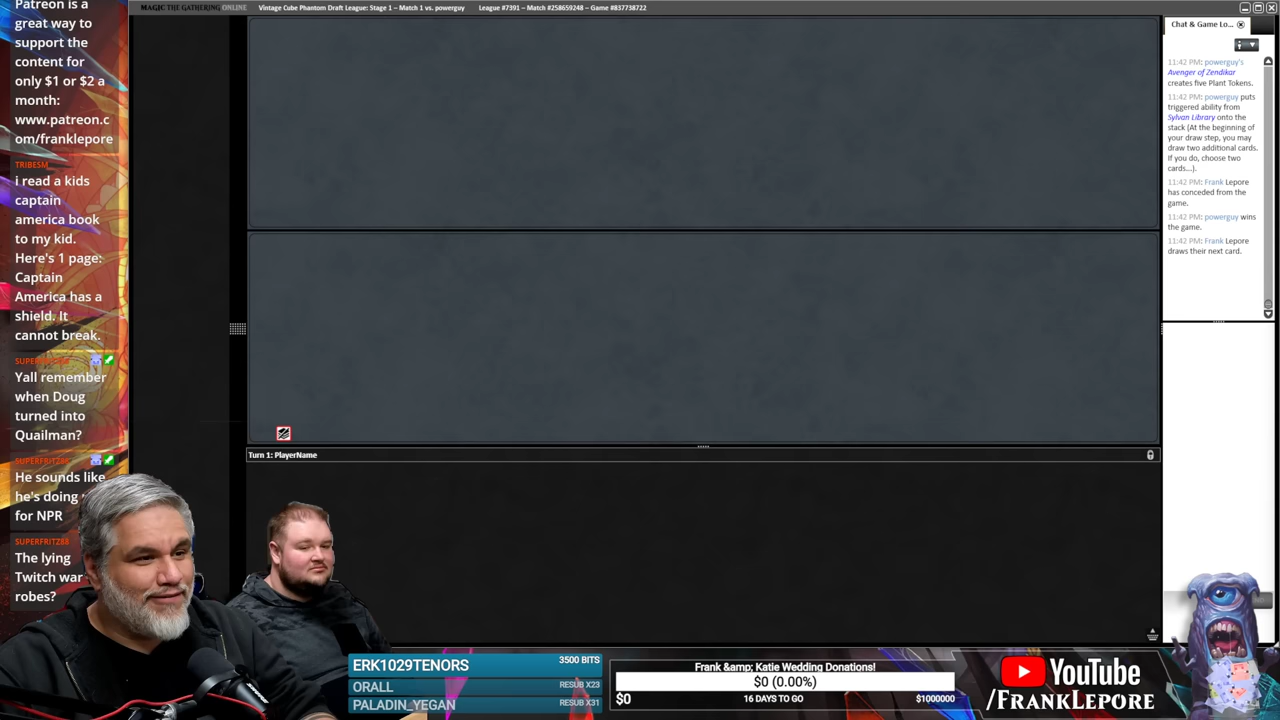 Patreon is a
great way to
support the
content for
only $1 or $2 a
month:
www.patreon.c
om/franklepore
TRIBESM
i read a kids
captain
america book
to my kid.
Here's 1 page:
Captain
America has a
shield. It
cannot break.
Yall remember
when Doug
turned into
Quailman?
SUPERFRITZ88
He sounds like
he's doing
for NPR
SUPERFRITZ88
The lying
Twitch war
robes?
MAGIC THE GATHERING ONLINE
Vintage Cube Phantom Draft League: Stage 1 – Match 1 vs. powerguy
League #7391 – Match #258659248 – Game #837738722
Turn 1: PlayerName
Chat & Game Lo...
11:42 PM: powerguy's
Avenger of Zendikar
creates five Plant Tokens.
11:42 PM: powerguy puts
triggered ability from
Sylvan Library onto the
stack (At the beginning of
your draw step, you may
draw two additional cards.
If you do, choose two
cards...).
11:42 PM: Frank Lepore
has conceded from the
game.
11:42 PM: powerguy wins
the game.
11:42 PM: Frank Lepore
draws their next card.
ERK1029TENORS 3500 BITS
ORALL RESUB X23
PALADIN_YEGAN RESUB X31
Frank &amp; Katie Wedding Donations!
$0 (0.00%)
$0 16 DAYS TO GO $1000000
YouTube
/FRANKLEPORE